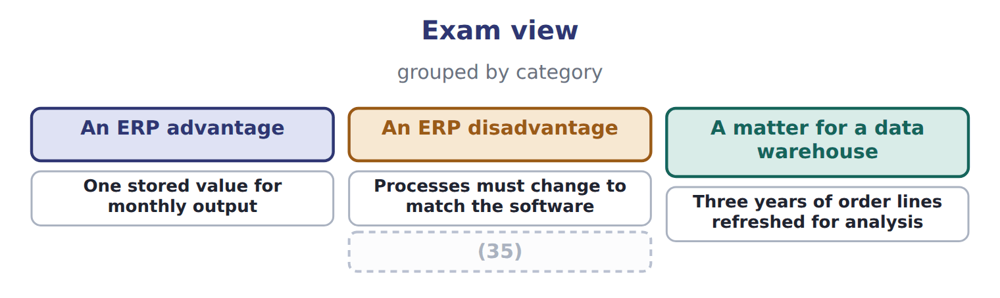 Exam view
grouped by category
An ERP advantage
One stored value for
monthly output
An ERP disadvantage
Processes must change to
match the software
(35)
A matter for a data
warehouse
Three years of order lines
refreshed for analysis